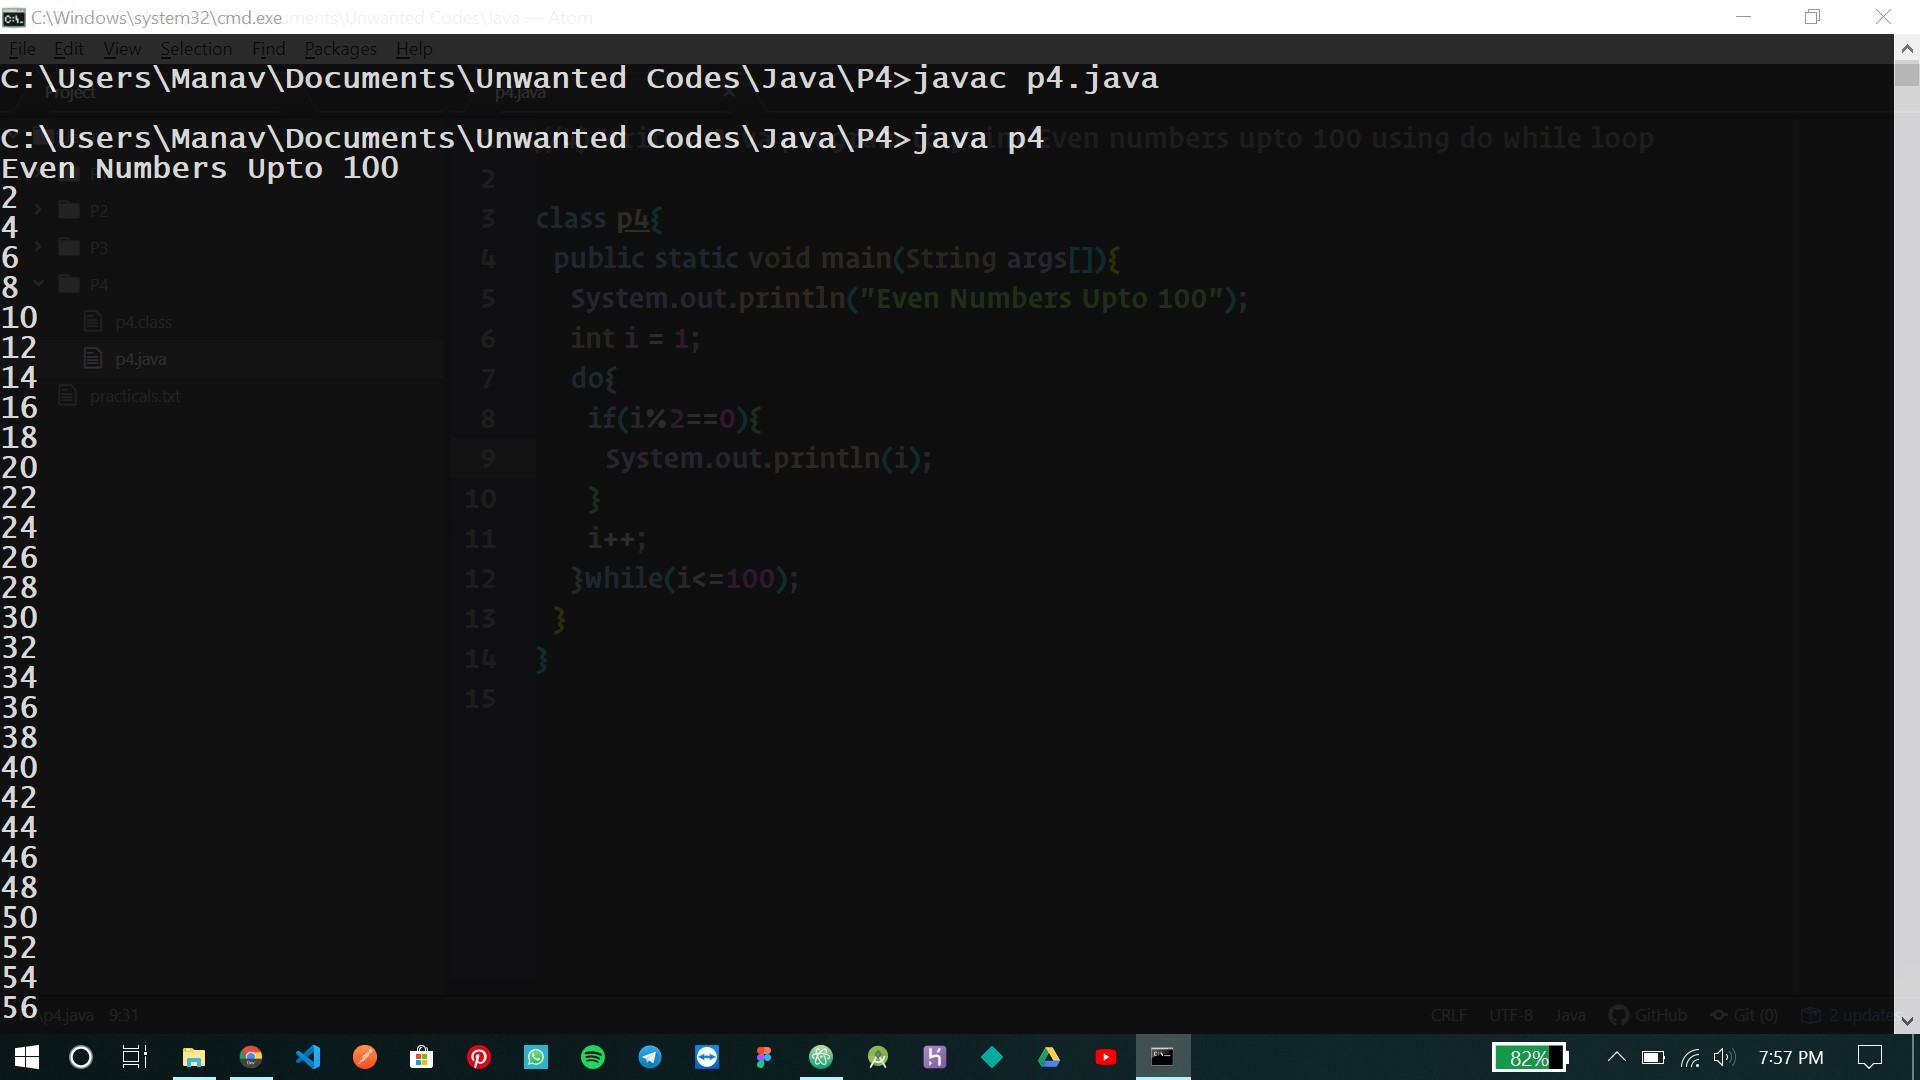 C:\Windows\system32\cmd.exe
\Documents\Unwanted Codes\Java — Atom
File Edit View Selection Find Packages Help
C:\Users\Manav\Documents\Unwanted Codes\Java\P4>javac p4.java
Project
p4.java
C:\Users\Manav\Documents\Unwanted Codes\Java\P4>java p4
Even numbers upto 100 using do while loop
Even Numbers Upto 100
2
4
6
8
10
12
14
16
18
20
22
24
26
28
30
32
34
36
38
40
42
44
46
48
50
52
54
56
P2
P3
P4
p4.class
p4.java
practicals.txt
2
3 class p4{
4 public static void main(String args[]){
5 System.out.println("Even Numbers Upto 100");
6 int i = 1;
7 do{
8 if(i%2==0){
9 System.out.println(i);
10 }
11 i++;
12 }while(i<=100);
13 }
14 }
15
\p4.java 9:31
CRLF UTF-8 Java GitHub Git (0) 2 updates
82% 7:57 PM